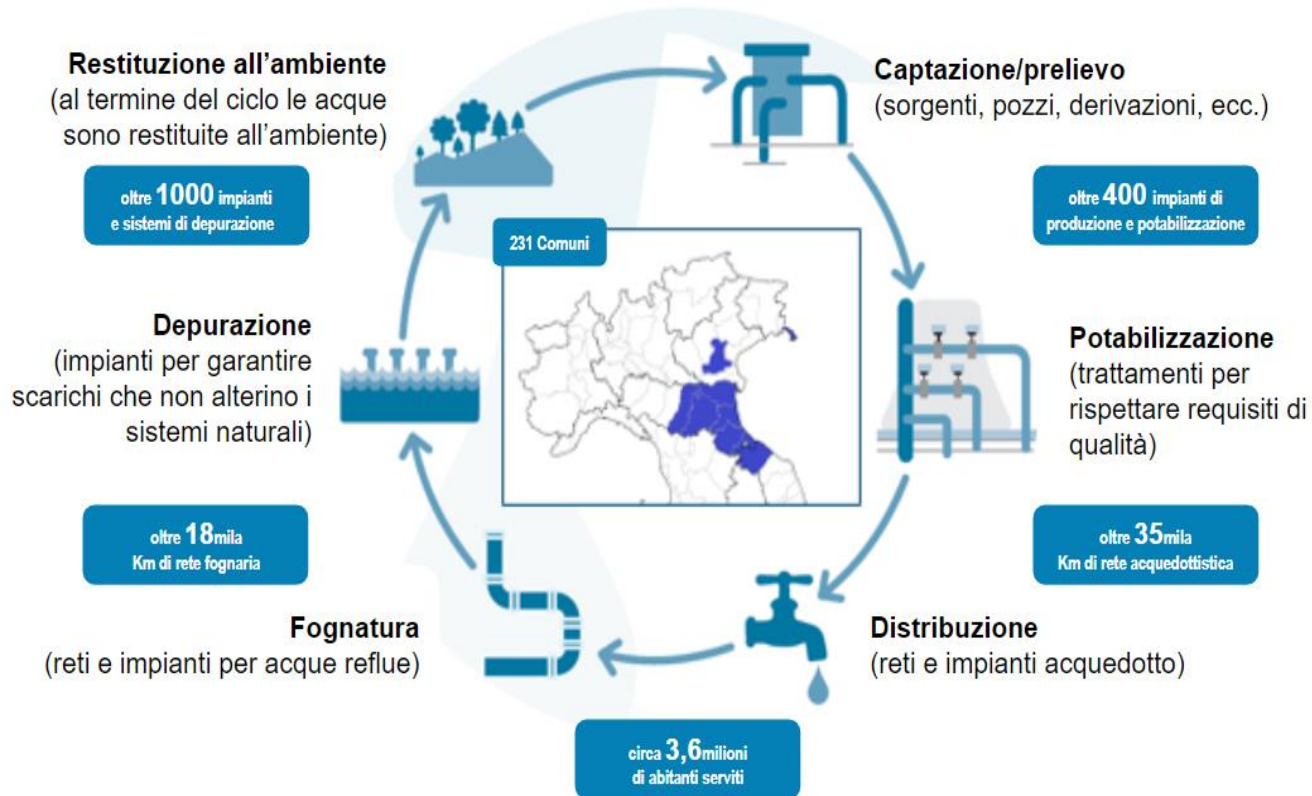 Restituzione all’ambiente
(al termine del ciclo le acque
sono restituite all’ambiente)
oltre 1000 impianti
e sistemi di depurazione
Captazione/prelievo
(sorgenti, pozzi, derivazioni, ecc.)
oltre 400 impianti di
produzione e potabilizzazione
231 Comuni
Depurazione
(impianti per garantire
scarichi che non alterino i
sistemi naturali)
Potabilizzazione
(trattamenti per
rispettare requisiti di
qualità)
oltre 18mila
Km di rete fognaria
oltre 35mila
Km di rete acquedottistica
Fognatura
(reti e impianti per acque reflue)
Distribuzione
(reti e impianti acquedotto)
circa 3,6milioni
di abitanti serviti